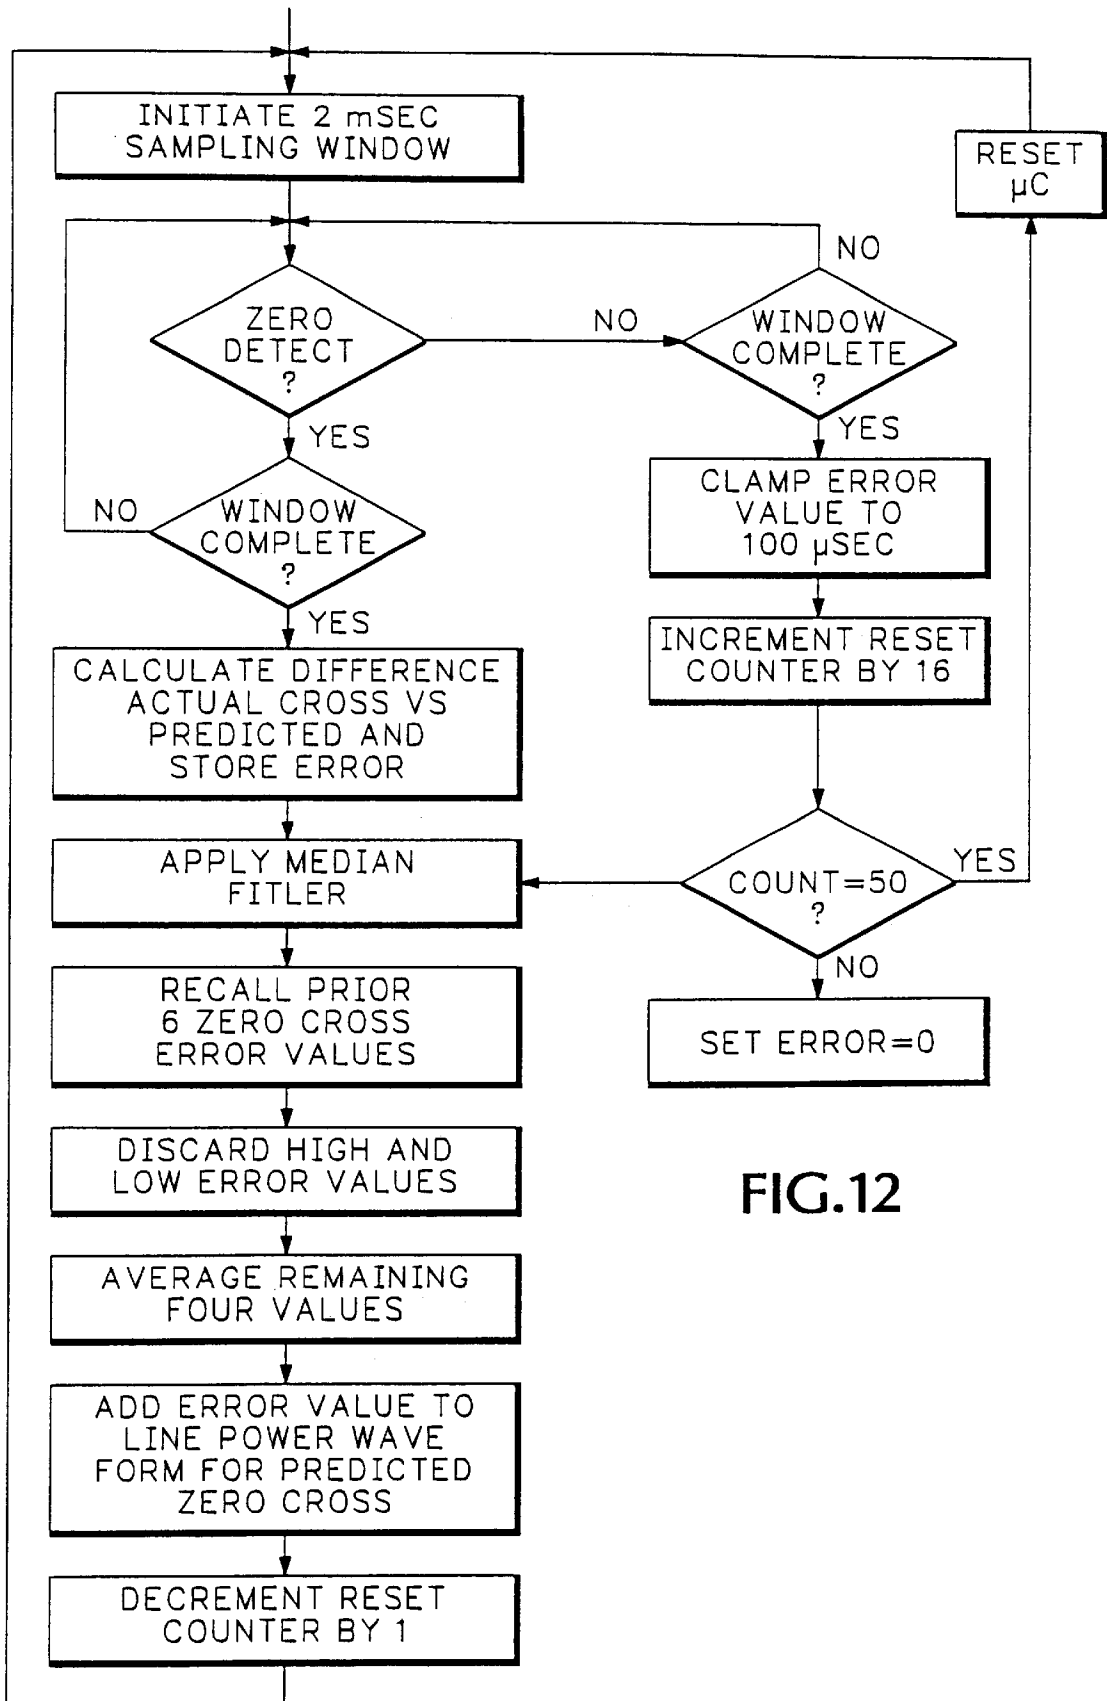 INITIATE 2 mSEC
SAMPLING WINDOW
RESET
µC
NO
ZERO
DETECT
?
NO
WINDOW
COMPLETE
?
YES
YES
NO
WINDOW
COMPLETE
?
CLAMP ERROR
VALUE TO
100 µSEC
YES
INCREMENT RESET
COUNTER BY 16
CALCULATE DIFFERENCE
ACTUAL CROSS VS
PREDICTED AND
STORE ERROR
APPLY MEDIAN
FITLER
COUNT=50
?
YES
NO
RECALL PRIOR
6 ZERO CROSS
ERROR VALUES
SET ERROR=0
DISCARD HIGH AND
LOW ERROR VALUES
FIG.12
AVERAGE REMAINING
FOUR VALUES
ADD ERROR VALUE TO
LINE POWER WAVE
FORM FOR PREDICTED
ZERO CROSS
DECREMENT RESET
COUNTER BY 1